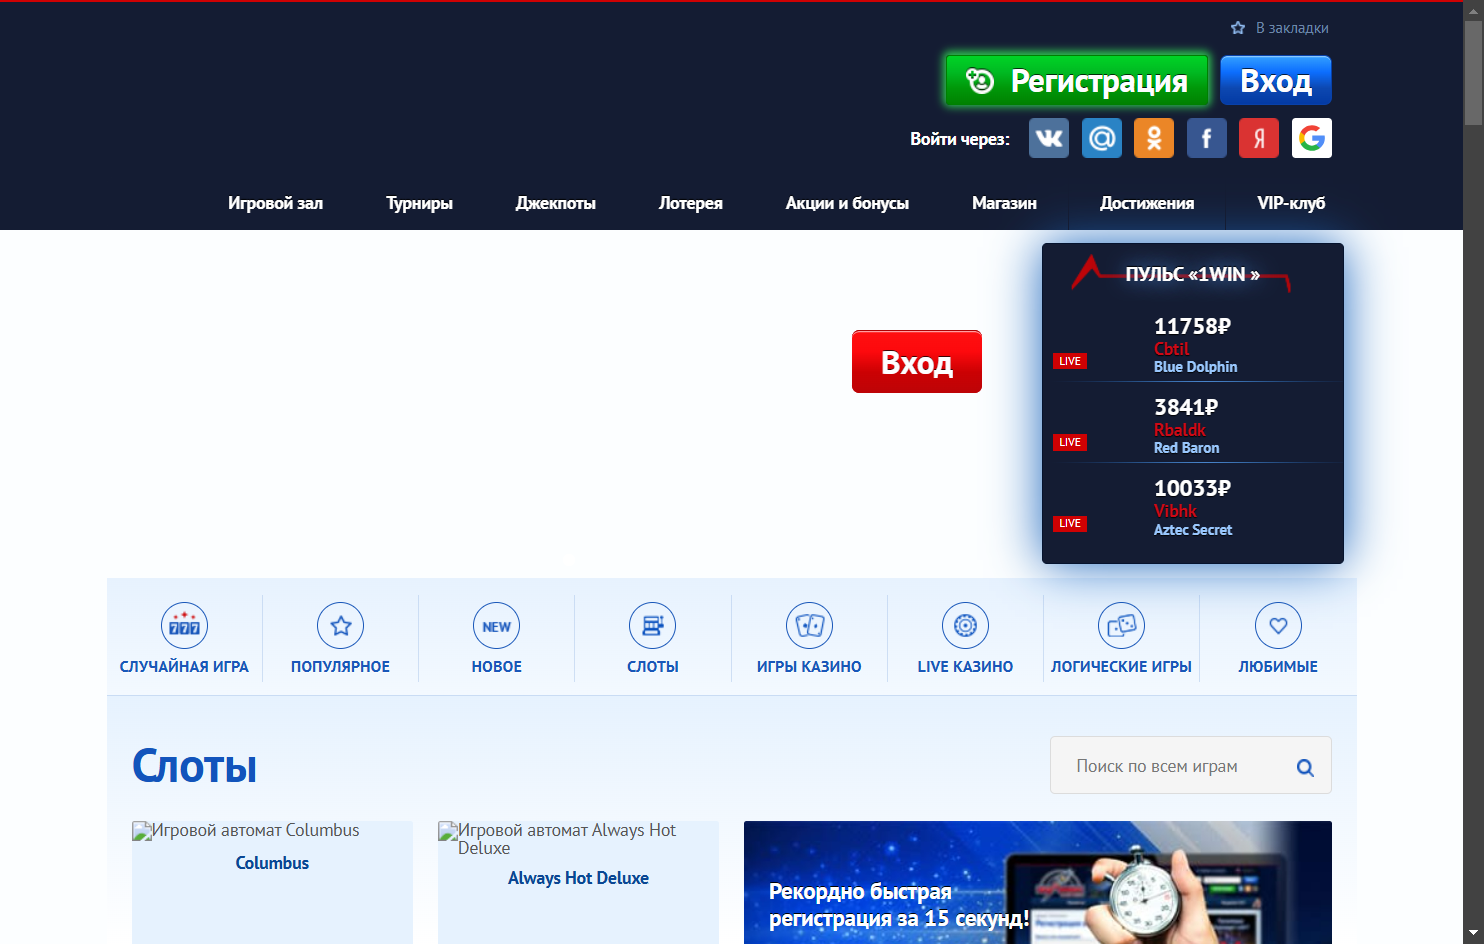 В закладки
Регистрация
Вход
Войти через:
Игровой зал
Турниры
Джекпоты
Лотерея
Акции и бонусы
Магазин
Достижения
VIP-клуб
ПУЛЬС «1WIN »
11758₽
Cbtil
LIVE
Blue Dolphin
3841₽
Rbaldk
LIVE
Red Baron
10033₽
Vibhk
LIVE
Aztec Secret
Вход
777
NEW
СЛУЧАЙНАЯ ИГРА
ПОПУЛЯРНОЕ
НОВОЕ
СЛОТЫ
ИГРЫ КАЗИНО
LIVE КАЗИНО
ЛОГИЧЕСКИЕ ИГРЫ
ЛЮБИМЫЕ
Слоты
Поиск по всем играм
Игровой автомат Columbus
Columbus
Игровой автомат Always Hot
Deluxe
Always Hot Deluxe
Рекордно быстрая
регистрация за 15 секунд!